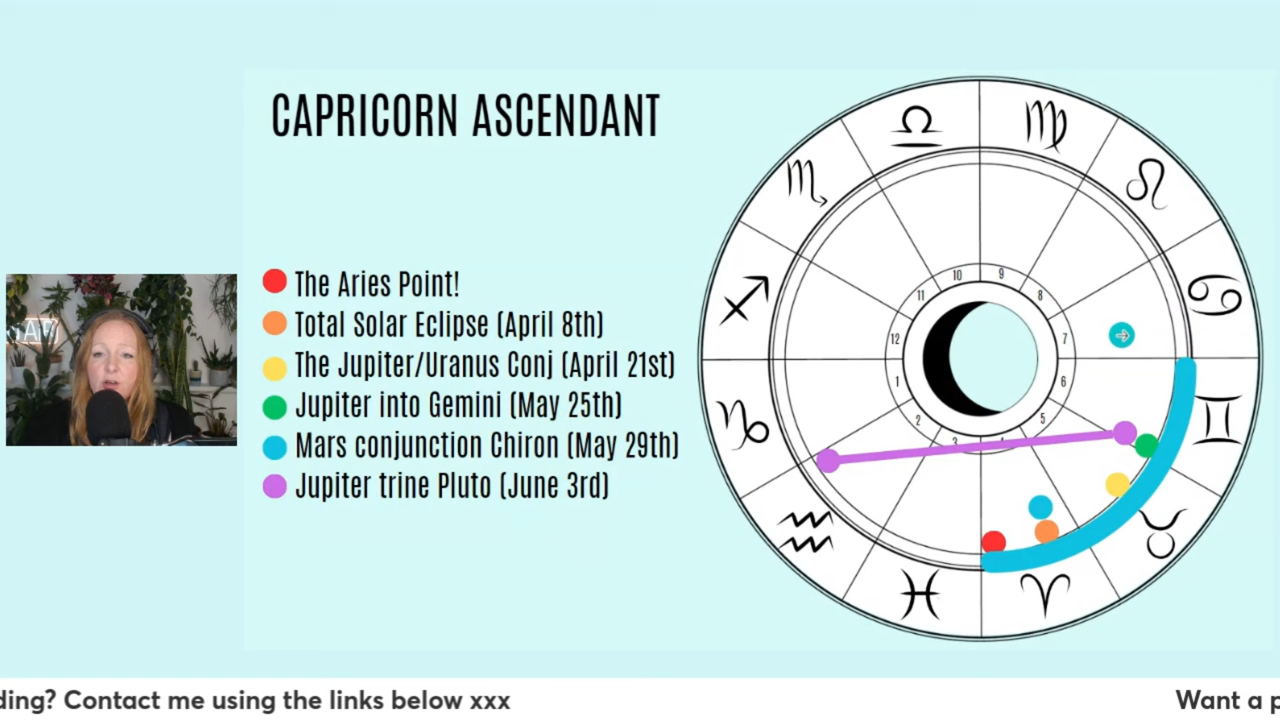 CAPRICORN ASCENDANT
The Aries Point!
Total Solar Eclipse (April 8th)
The Jupiter/Uranus Conj (April 21st)
Jupiter into Gemini (May 25th)
Mars conjunction Chiron (May 29th)
Jupiter trine Pluto (June 3rd)
10 9
11 8
12 7
1 6
2 5
3 4
ding? Contact me using the links below xxx
Want a p